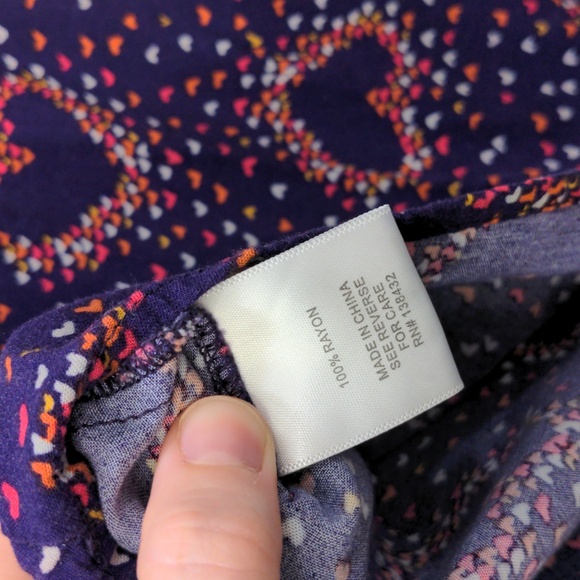 100% RAYON
MADE IN CHINA
SEE REVERSE
FOR CARE
RN# 138432